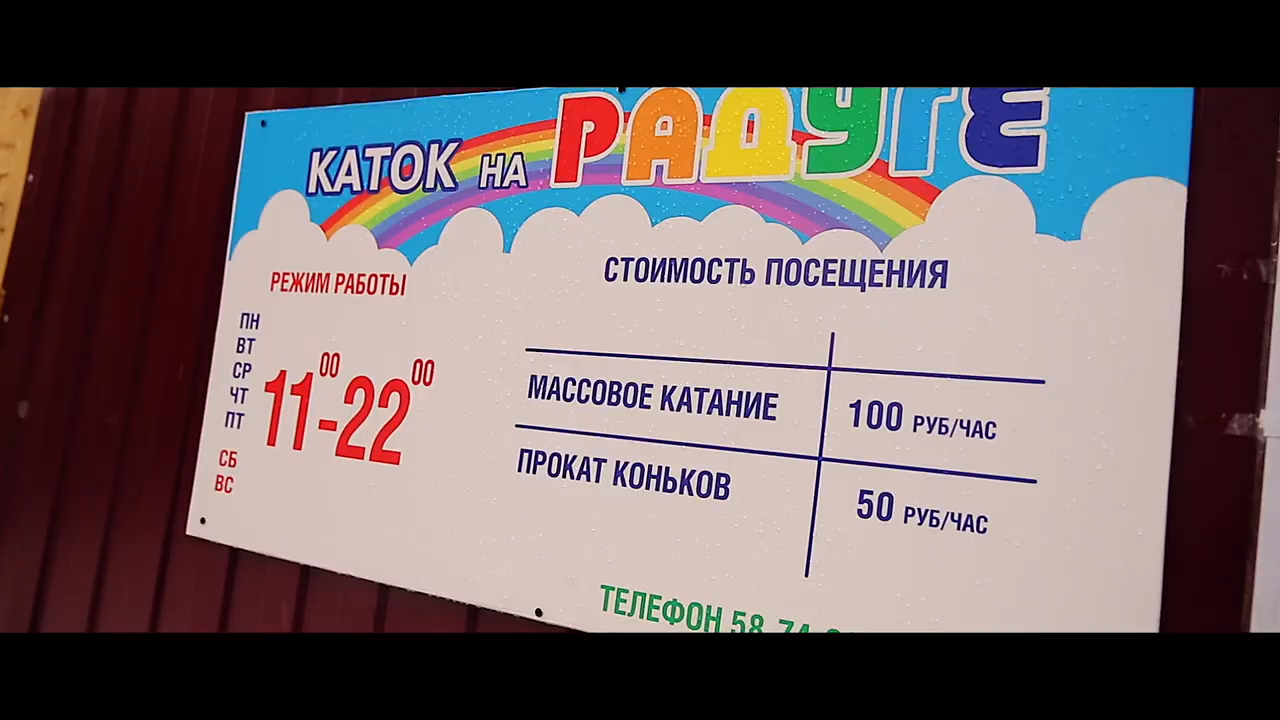 КАТОК НА РАДУГЕ
РЕЖИМ РАБОТЫ
ПН
ВТ
СР
ЧТ
ПТ
СБ
ВС
11⁰⁰-22⁰⁰
СТОИМОСТЬ ПОСЕЩЕНИЯ
МАССОВОЕ КАТАНИЕ 100 РУБ/ЧАС
ПРОКАТ КОНЬКОВ 50 РУБ/ЧАС
ТЕЛЕФОН 58-74-